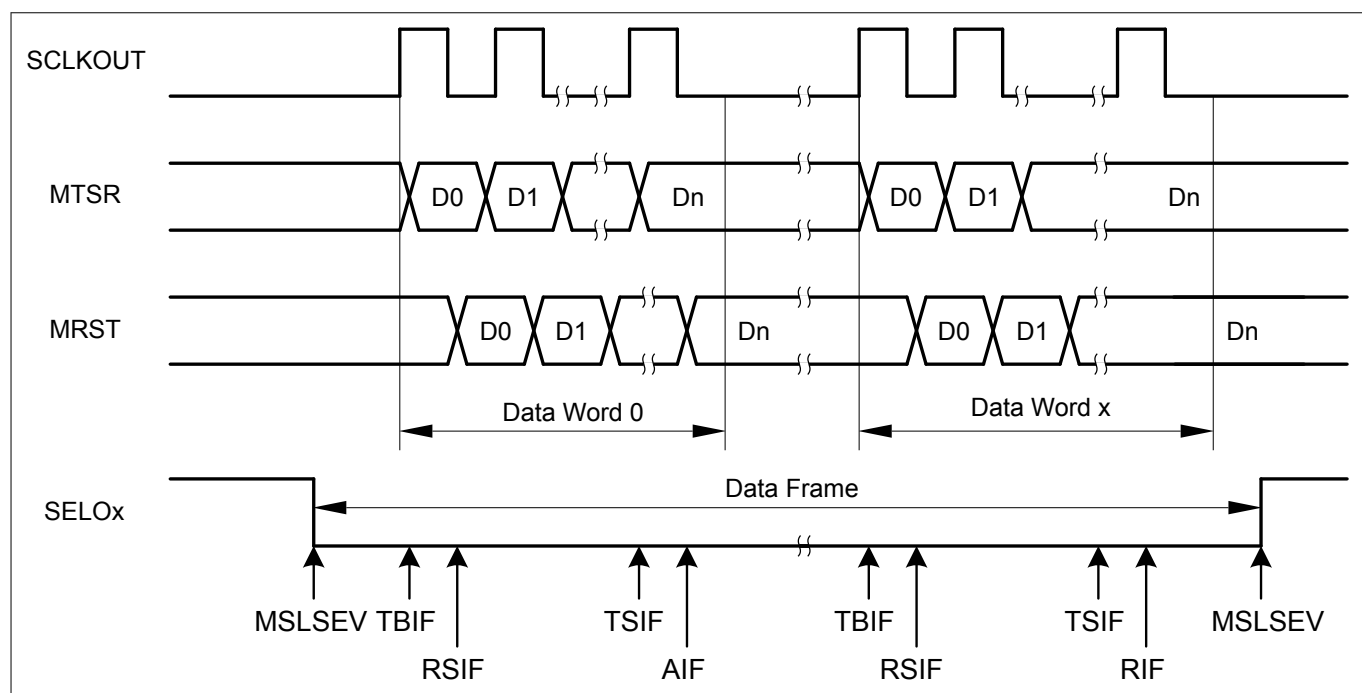 SCLKOUT
MTSR
D0 D1 Dn D0 D1 Dn
MRST
D0 D1 Dn D0 D1 Dn
Data Word 0 Data Word x
SELOx
Data Frame
MSLSEV TBIF TSIF TBIF TSIF MSLSEV
RSIF AIF RSIF RIF